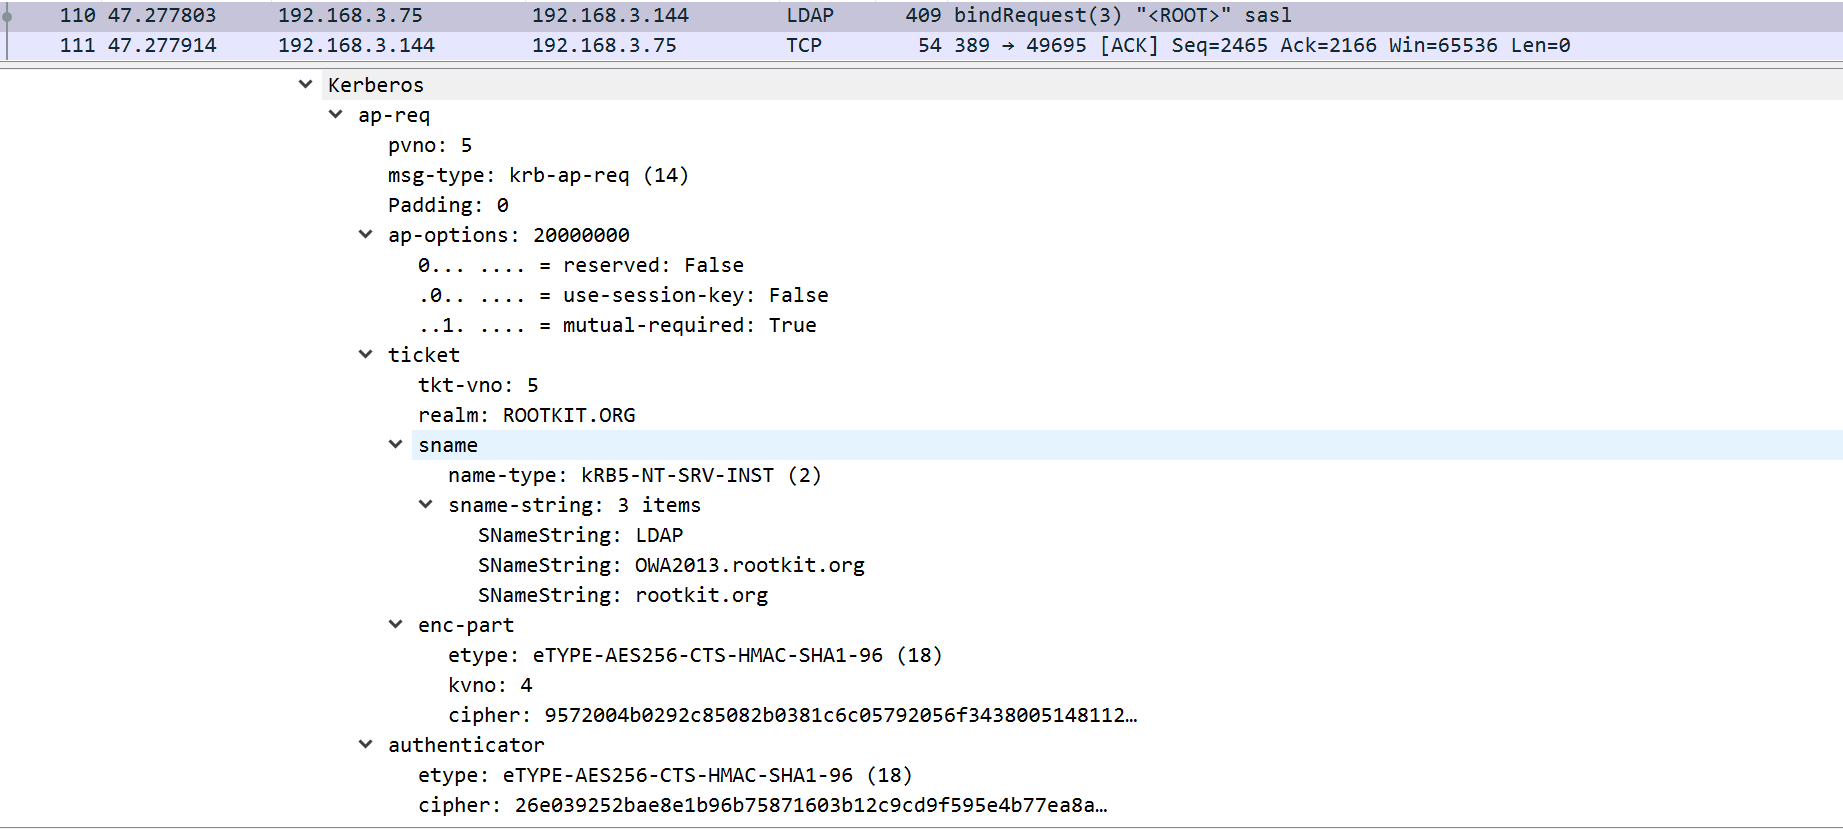 110 47.277803 192.168.3.75 192.168.3.144 LDAP 409 bindRequest(3) "<ROOT>" sasl
111 47.277914 192.168.3.144 192.168.3.75 TCP 54 389 → 49695 [ACK] Seq=2465 Ack=2166 Win=65536 Len=0
Kerberos
ap-req
pvno: 5
msg-type: krb-ap-req (14)
Padding: 0
ap-options: 20000000
0... .... = reserved: False
.0.. .... = use-session-key: False
..1. .... = mutual-required: True
ticket
tkt-vno: 5
realm: ROOTKIT.ORG
sname
name-type: kRB5-NT-SRV-INST (2)
sname-string: 3 items
SNameString: LDAP
SNameString: OWA2013.rootkit.org
SNameString: rootkit.org
enc-part
etype: eTYPE-AES256-CTS-HMAC-SHA1-96 (18)
kvno: 4
cipher: 9572004b0292c85082b0381c6c05792056f3438005148112…
authenticator
etype: eTYPE-AES256-CTS-HMAC-SHA1-96 (18)
cipher: 26e039252bae8e1b96b75871603b12c9cd9f595e4b77ea8a…